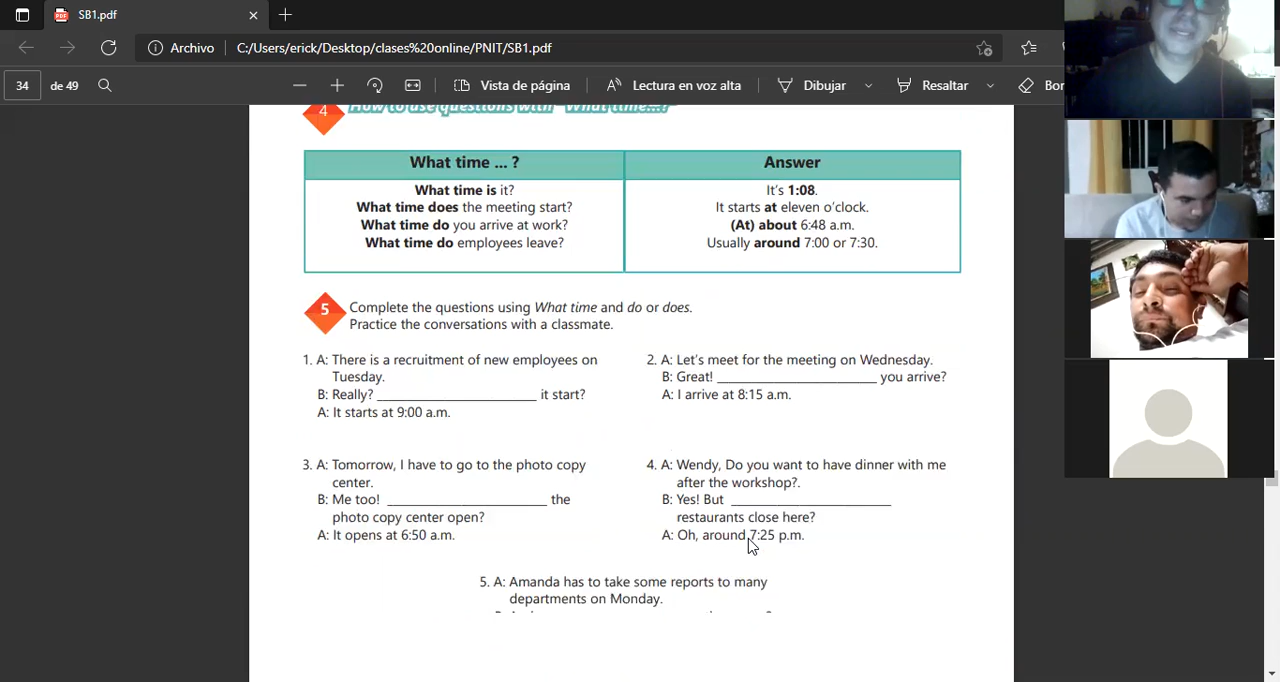 SB1.pdf
Archivo C:/Users/erick/Desktop/clases%20online/PNIT/SB1.pdf
34 de 49 Vista de página Lectura en voz alta Dibujar Resaltar Bor
4 How to use questions with "What time...?"
What time ... ? Answer
What time is it? It's 1:08.
What time does the meeting start? It starts at eleven o'clock.
What time do you arrive at work? (At) about 6:48 a.m.
What time do employees leave? Usually around 7:00 or 7:30.
5 Complete the questions using What time and do or does.
Practice the conversations with a classmate.
1. A: There is a recruitment of new employees on
Tuesday.
B: Really? ____________________ it start?
A: It starts at 9:00 a.m.
2. A: Let's meet for the meeting on Wednesday.
B: Great! ____________________ you arrive?
A: I arrive at 8:15 a.m.
3. A: Tomorrow, I have to go to the photo copy
center.
B: Me too! ____________________ the
photo copy center open?
A: It opens at 6:50 a.m.
4. A: Wendy, Do you want to have dinner with me
after the workshop?.
B: Yes! But ____________________
restaurants close here?
A: Oh, around 7:25 p.m.
5. A: Amanda has to take some reports to many
departments on Monday.